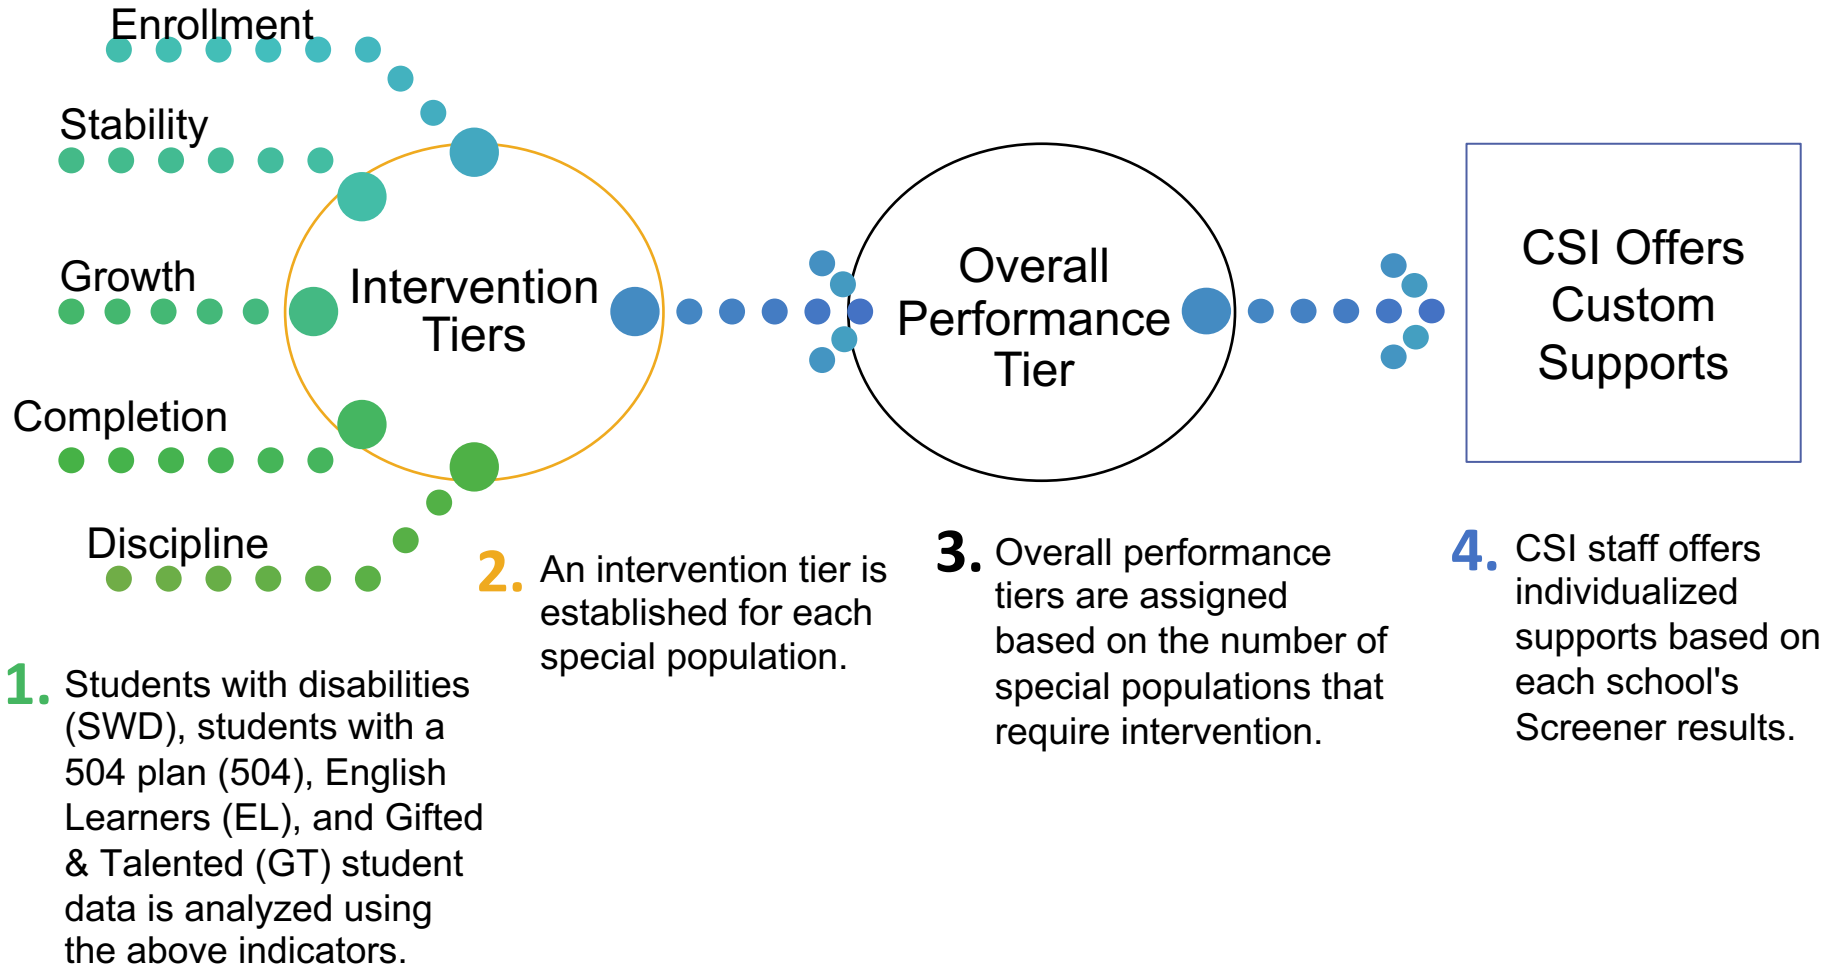 Enrollment
Stability
Growth
Completion
Discipline
Intervention
Tiers
Overall
Performance
Tier
CSI Offers
Custom
Supports
1. Students with disabilities
(SWD), students with a
504 plan (504), English
Learners (EL), and Gifted
& Talented (GT) student
data is analyzed using
the above indicators.
2. An intervention tier is
established for each
special population.
3. Overall performance
tiers are assigned
based on the number of
special populations that
require intervention.
4. CSI staff offers
individualized
supports based on
each school's
Screener results.